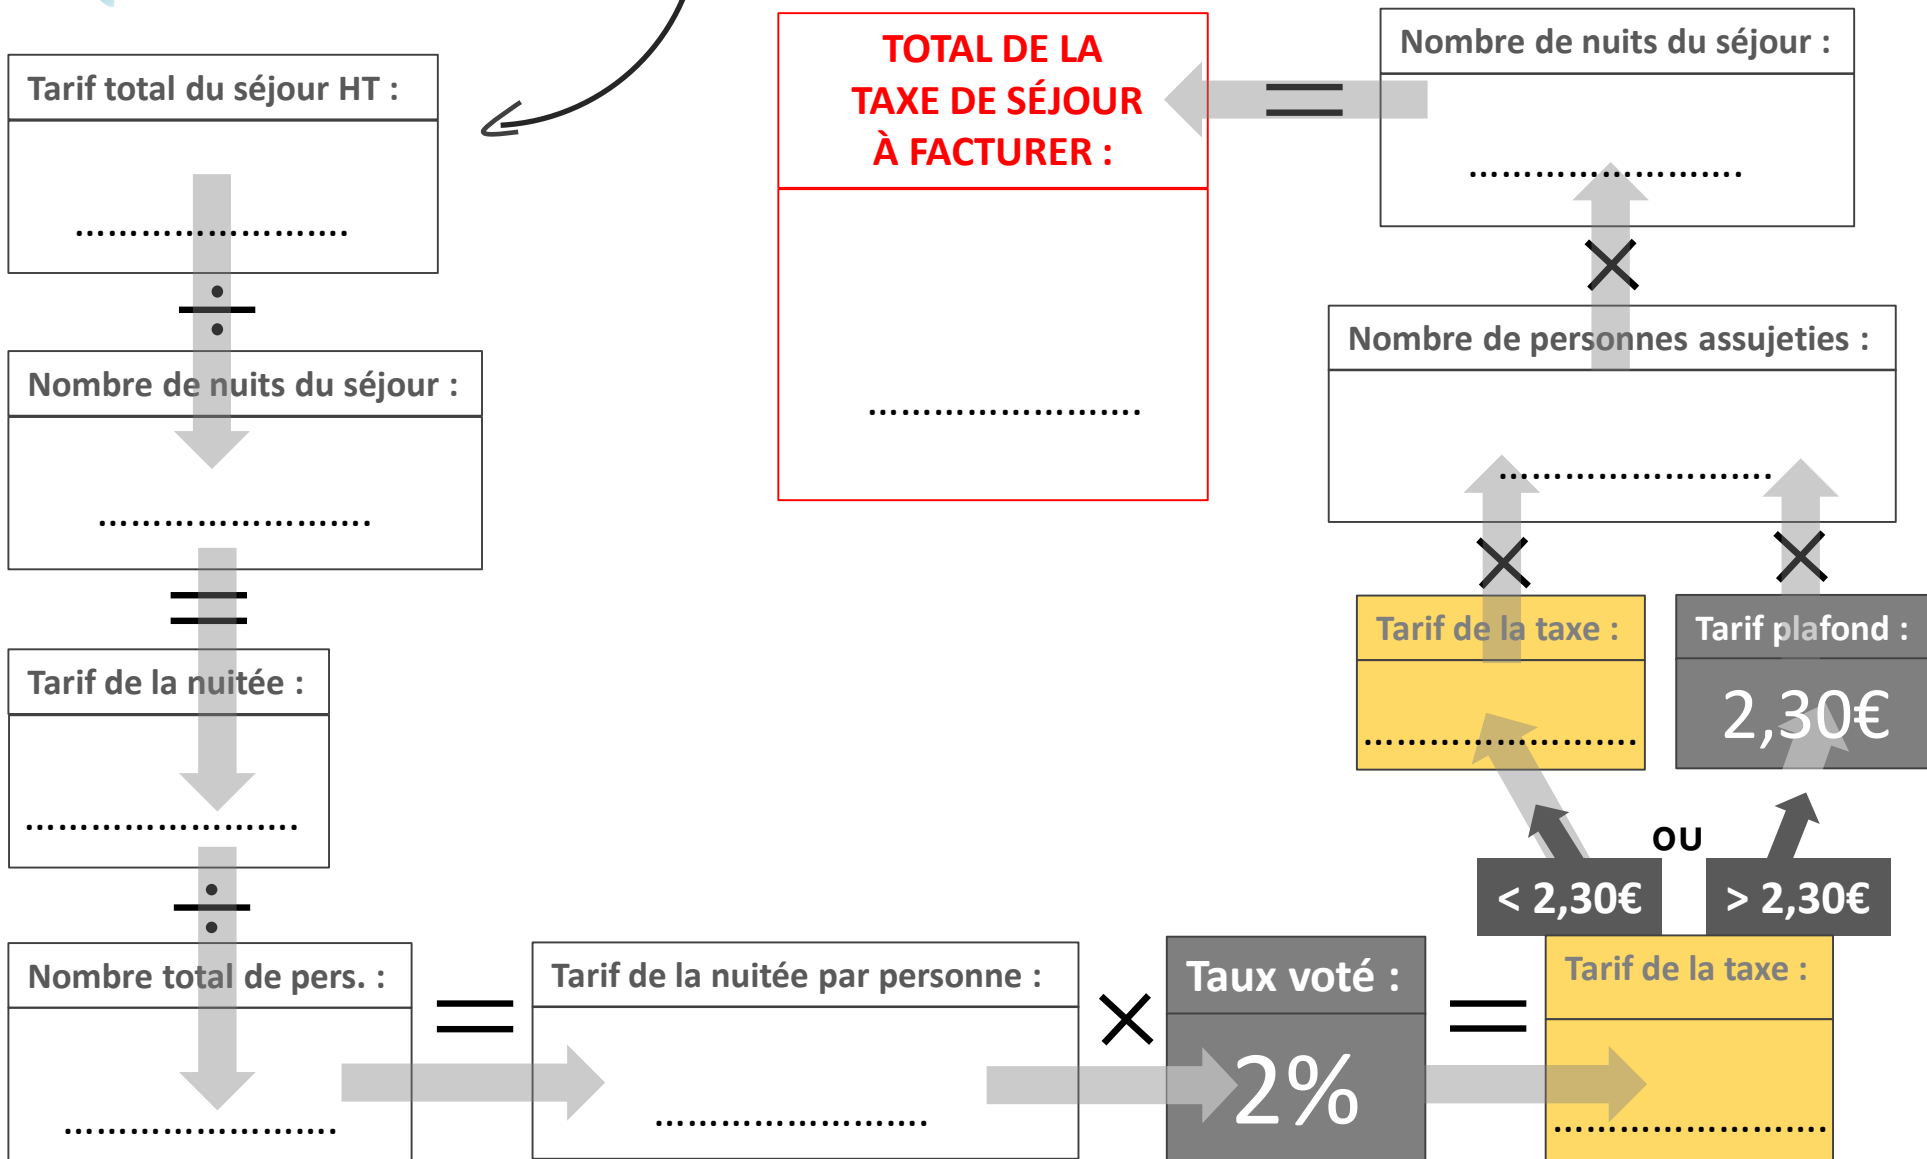 Tarif total du séjour HT :
.........................
÷
Nombre de nuits du séjour :
.........................
=
Tarif de la nuitée :
.........................
÷
Nombre total de pers. :
.........................
=
Tarif de la nuitée par personne :
.........................
×
Taux voté :
2%
=
Tarif de la taxe :
.........................
< 2,30€
OU
> 2,30€
Tarif de la taxe :
.........................
Tarif plafond :
2,30€
×
×
Nombre de personnes assujeties :
.........................
×
Nombre de nuits du séjour :
.........................
=
TOTAL DE LA
TAXE DE SÉJOUR
À FACTURER :
.........................